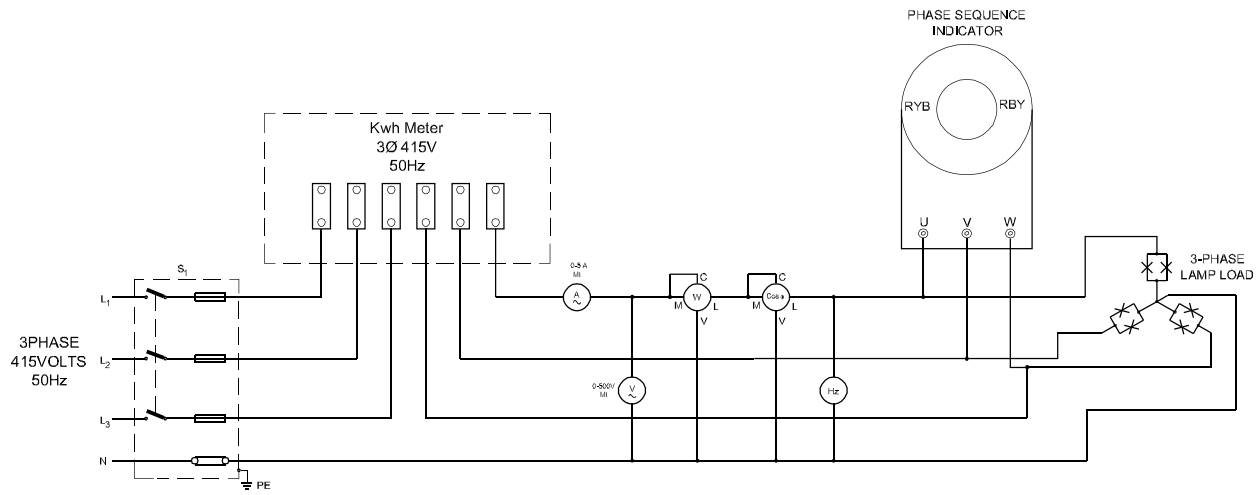 PHASE SEQUENCE
INDICATOR
RYB
RBY
U
V
W
Kwh Meter
3Ø 415V
50Hz
S1
0-5 A
MI
A
~
C
W
M
L
V
C
Cos φ
M
L
V
3-PHASE
LAMP LOAD
L1
3PHASE
415VOLTS
50Hz
L2
0-500V
MI
V
~
Hz
L3
N
PE